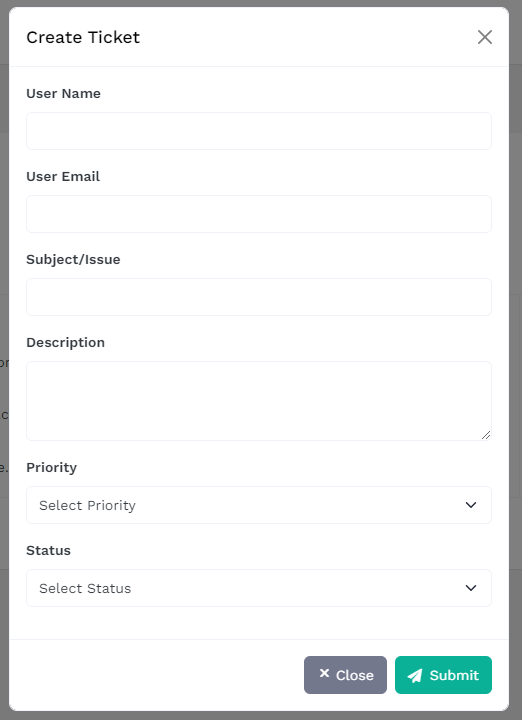 Create Ticket
User Name
User Email
Subject/Issue
Description
Priority
Select Priority
Status
Select Status
Close
Submit